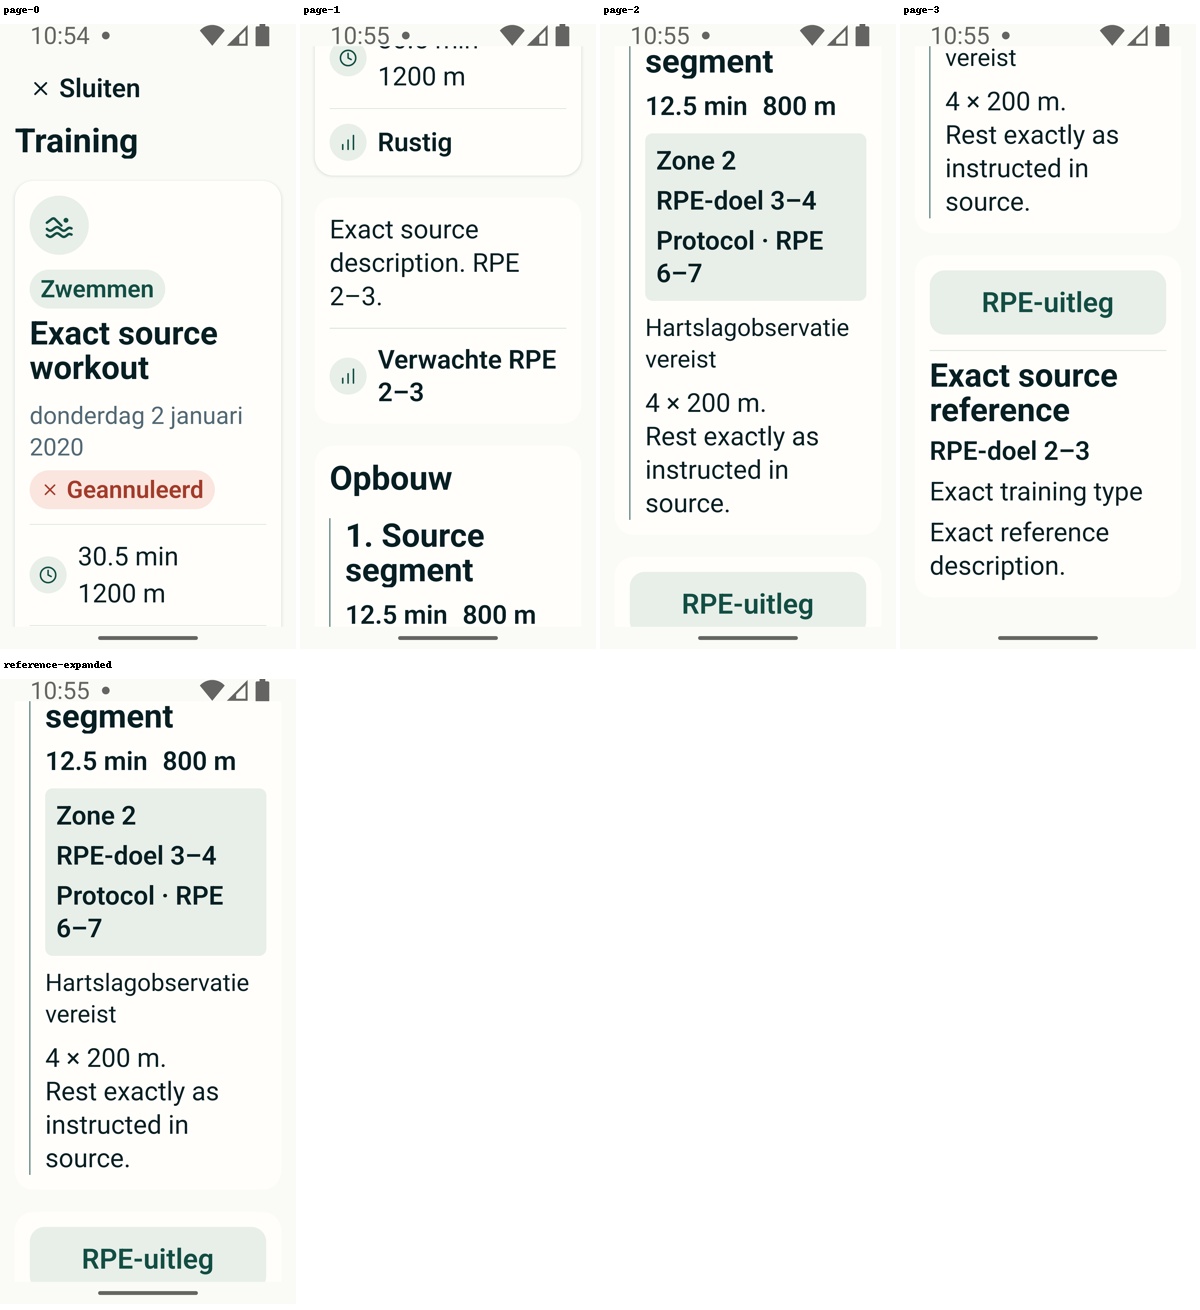 page-0
10:54
Sluiten
Training
Zwemmen
Exact source
workout
donderdag 2 januari
2020
Geannuleerd
30.5 min
1200 m
page-1
10:55
1200 m
Rustig
Exact source
description. RPE
2–3.
Verwachte RPE
2–3
Opbouw
1. Source
segment
12.5 min 800 m
page-2
10:55
segment
12.5 min 800 m
Zone 2
RPE-doel 3–4
Protocol · RPE
6–7
Hartslagobservatie
vereist
4 × 200 m.
Rest exactly as
instructed in
source.
RPE-uitleg
page-3
10:55
vereist
4 × 200 m.
Rest exactly as
instructed in
source.
RPE-uitleg
Exact source
reference
RPE-doel 2–3
Exact training type
Exact reference
description.
reference-expanded
10:55
segment
12.5 min 800 m
Zone 2
RPE-doel 3–4
Protocol · RPE
6–7
Hartslagobservatie
vereist
4 × 200 m.
Rest exactly as
instructed in
source.
RPE-uitleg